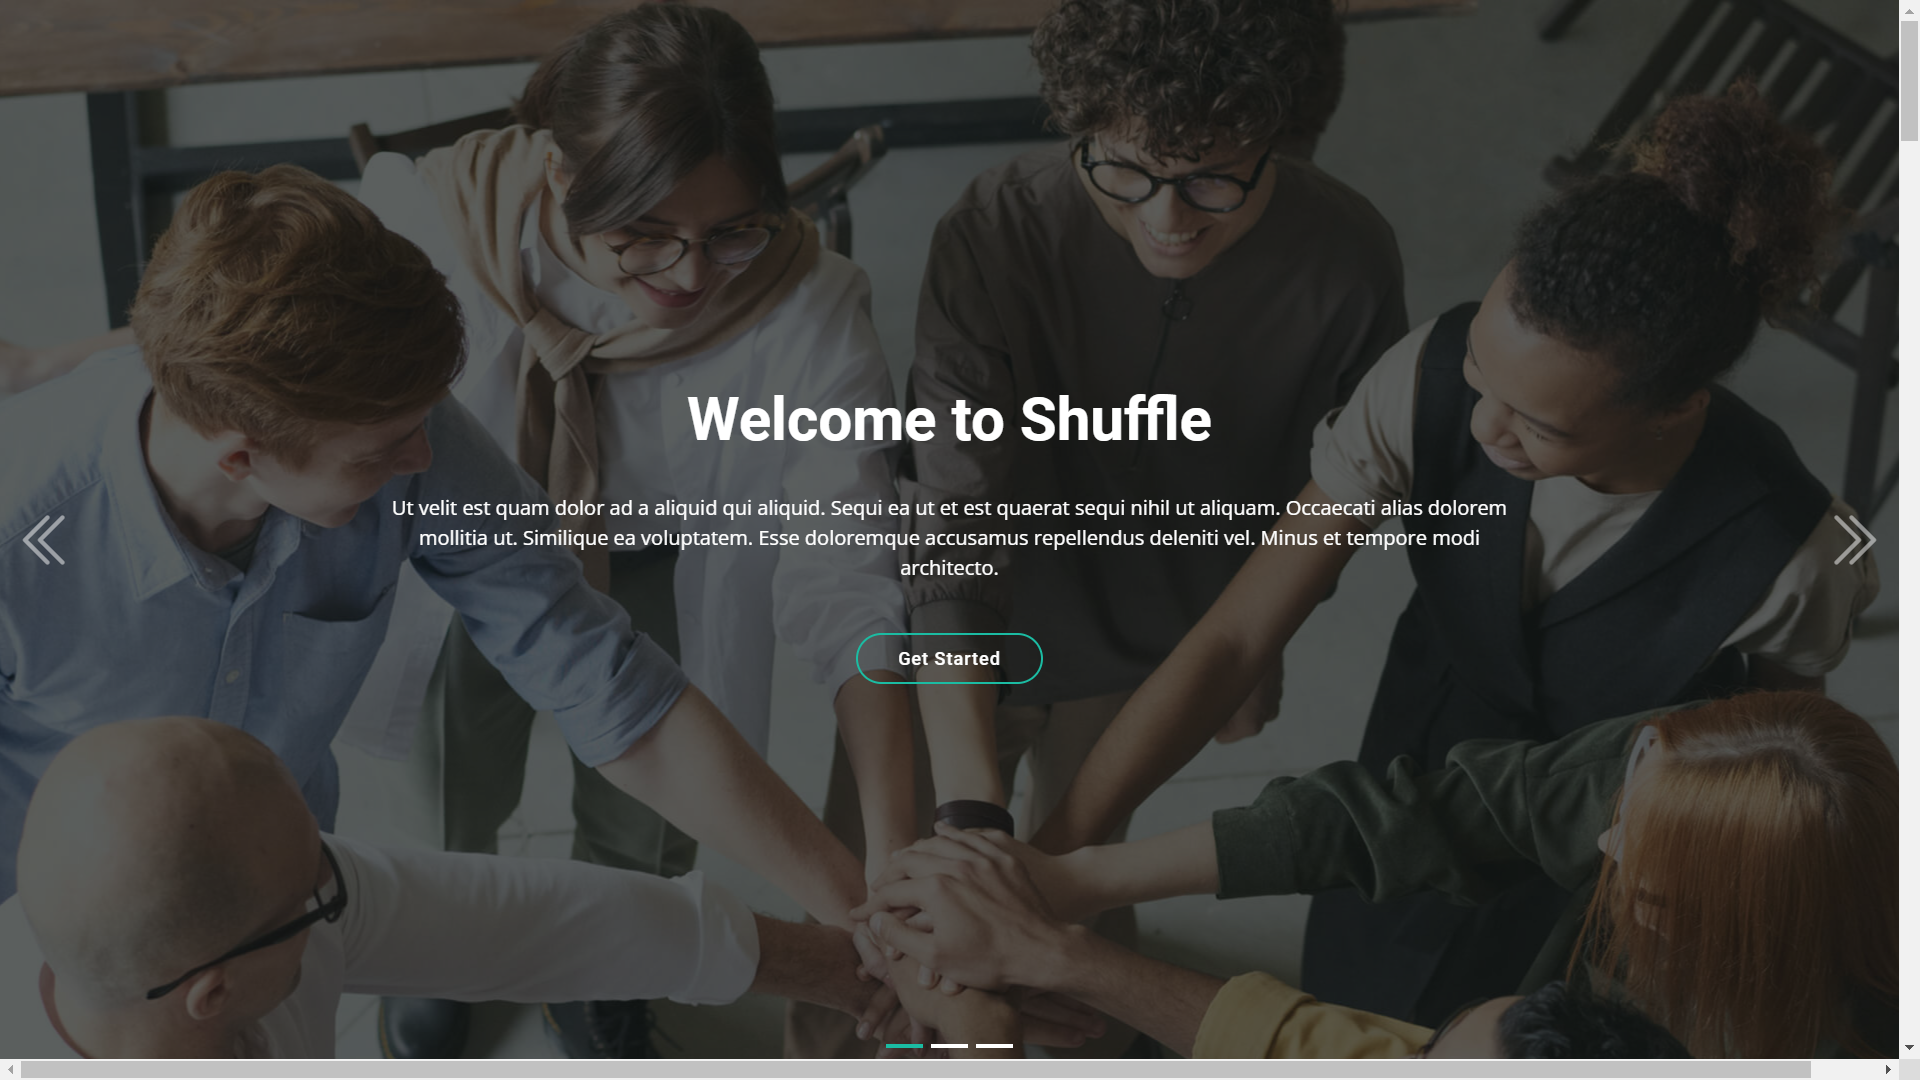 Welcome to Shuffle
Ut velit est quam dolor ad a aliquid qui aliquid. Sequi ea ut et est quaerat sequi nihil ut aliquam. Occaecati alias dolorem
mollitia ut. Similique ea voluptatem. Esse doloremque accusamus repellendus deleniti vel. Minus et tempore modi
architecto.
Get Started